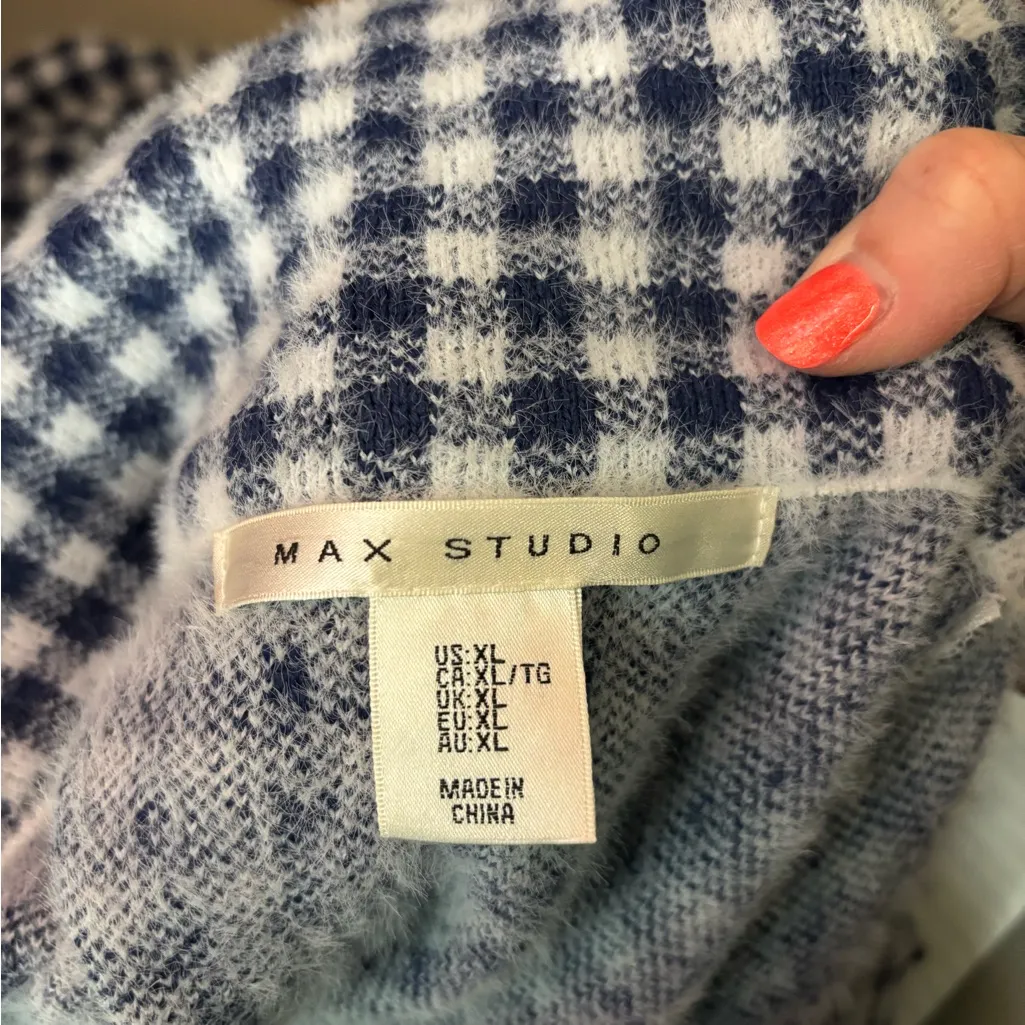 MAX STUDIO
US:XL
CA:XL/TG
UK:XL
EU:XL
AU:XL
MADE IN
CHINA